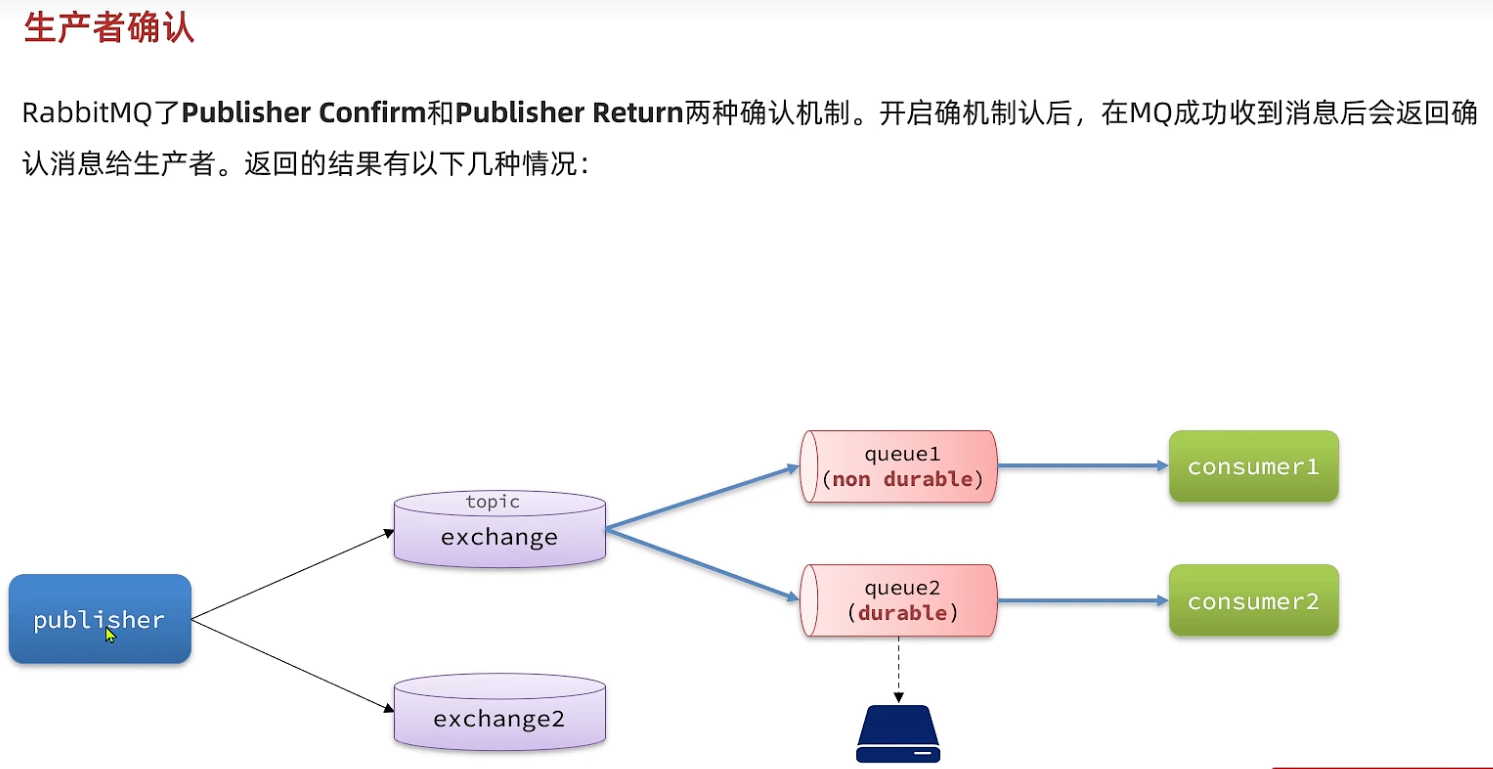 生产者确认
RabbitMQ了Publisher Confirm和Publisher Return两种确认机制。开启确机制认后，在MQ成功收到消息后会返回确
认消息给生产者。返回的结果有以下几种情况：
queue1
(non durable)
consumer1
topic
exchange
queue2
(durable)
consumer2
publisher
exchange2